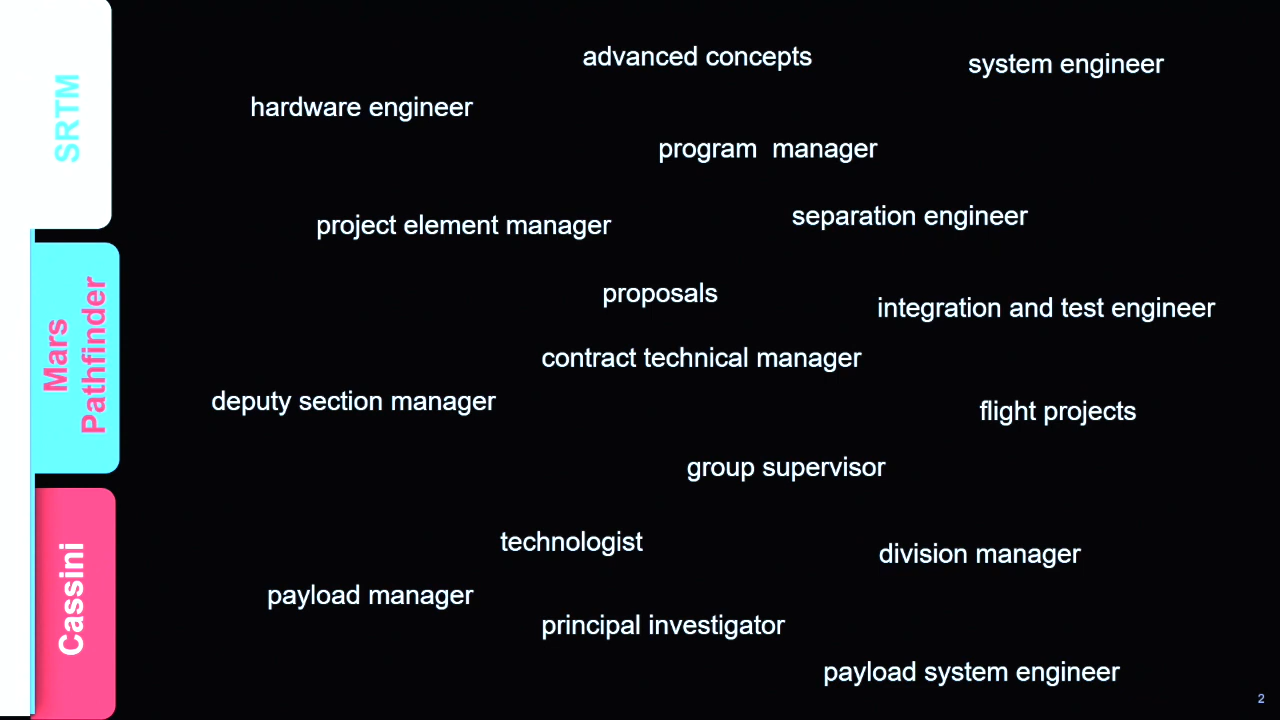 SRTM
Mars
Pathfinder
Cassini
advanced concepts
system engineer
hardware engineer
program  manager
project element manager
separation engineer
proposals
integration and test engineer
contract technical manager
deputy section manager
flight projects
group supervisor
technologist
division manager
payload manager
principal investigator
payload system engineer
2